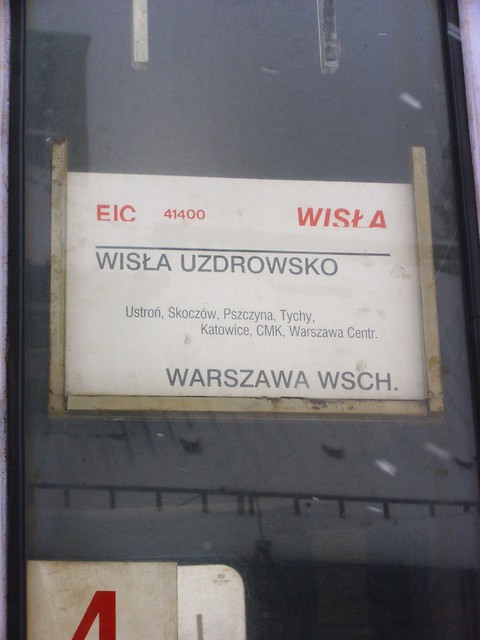 EIC 41400 WISŁA
WISŁA UZDROWSKO
Ustroń, Skoczów, Pszczyna, Tychy,
Katowice, CMK, Warszawa Centr.
WARSZAWA WSCH.
4